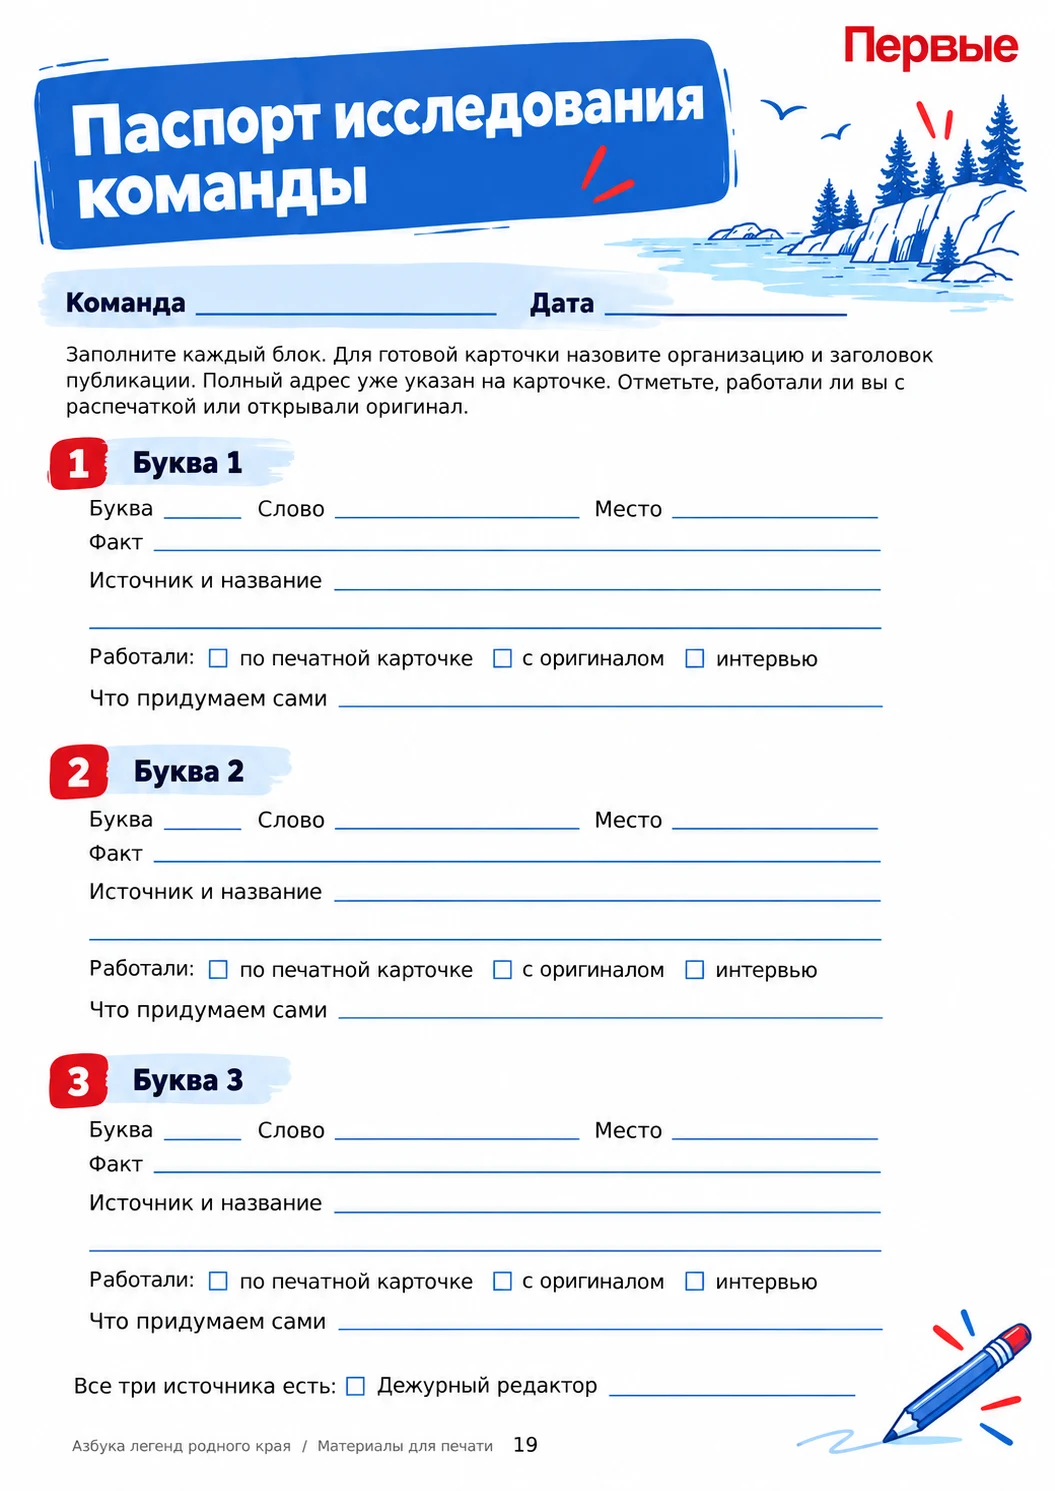 Первые
Паспорт исследования
команды
Команда Дата
Заполните каждый блок. Для готовой карточки назовите организацию и заголовок
публикации. Полный адрес уже указан на карточке. Отметьте, работали ли вы с
распечаткой или открывали оригинал.
1 Буква 1
Буква Слово Место
Факт
Источник и название
Работали: по печатной карточке с оригиналом интервью
Что придумаем сами
2 Буква 2
Буква Слово Место
Факт
Источник и название
Работали: по печатной карточке с оригиналом интервью
Что придумаем сами
3 Буква 3
Буква Слово Место
Факт
Источник и название
Работали: по печатной карточке с оригиналом интервью
Что придумаем сами
Все три источника есть: Дежурный редактор
Азбука легенд родного края / Материалы для печати 19